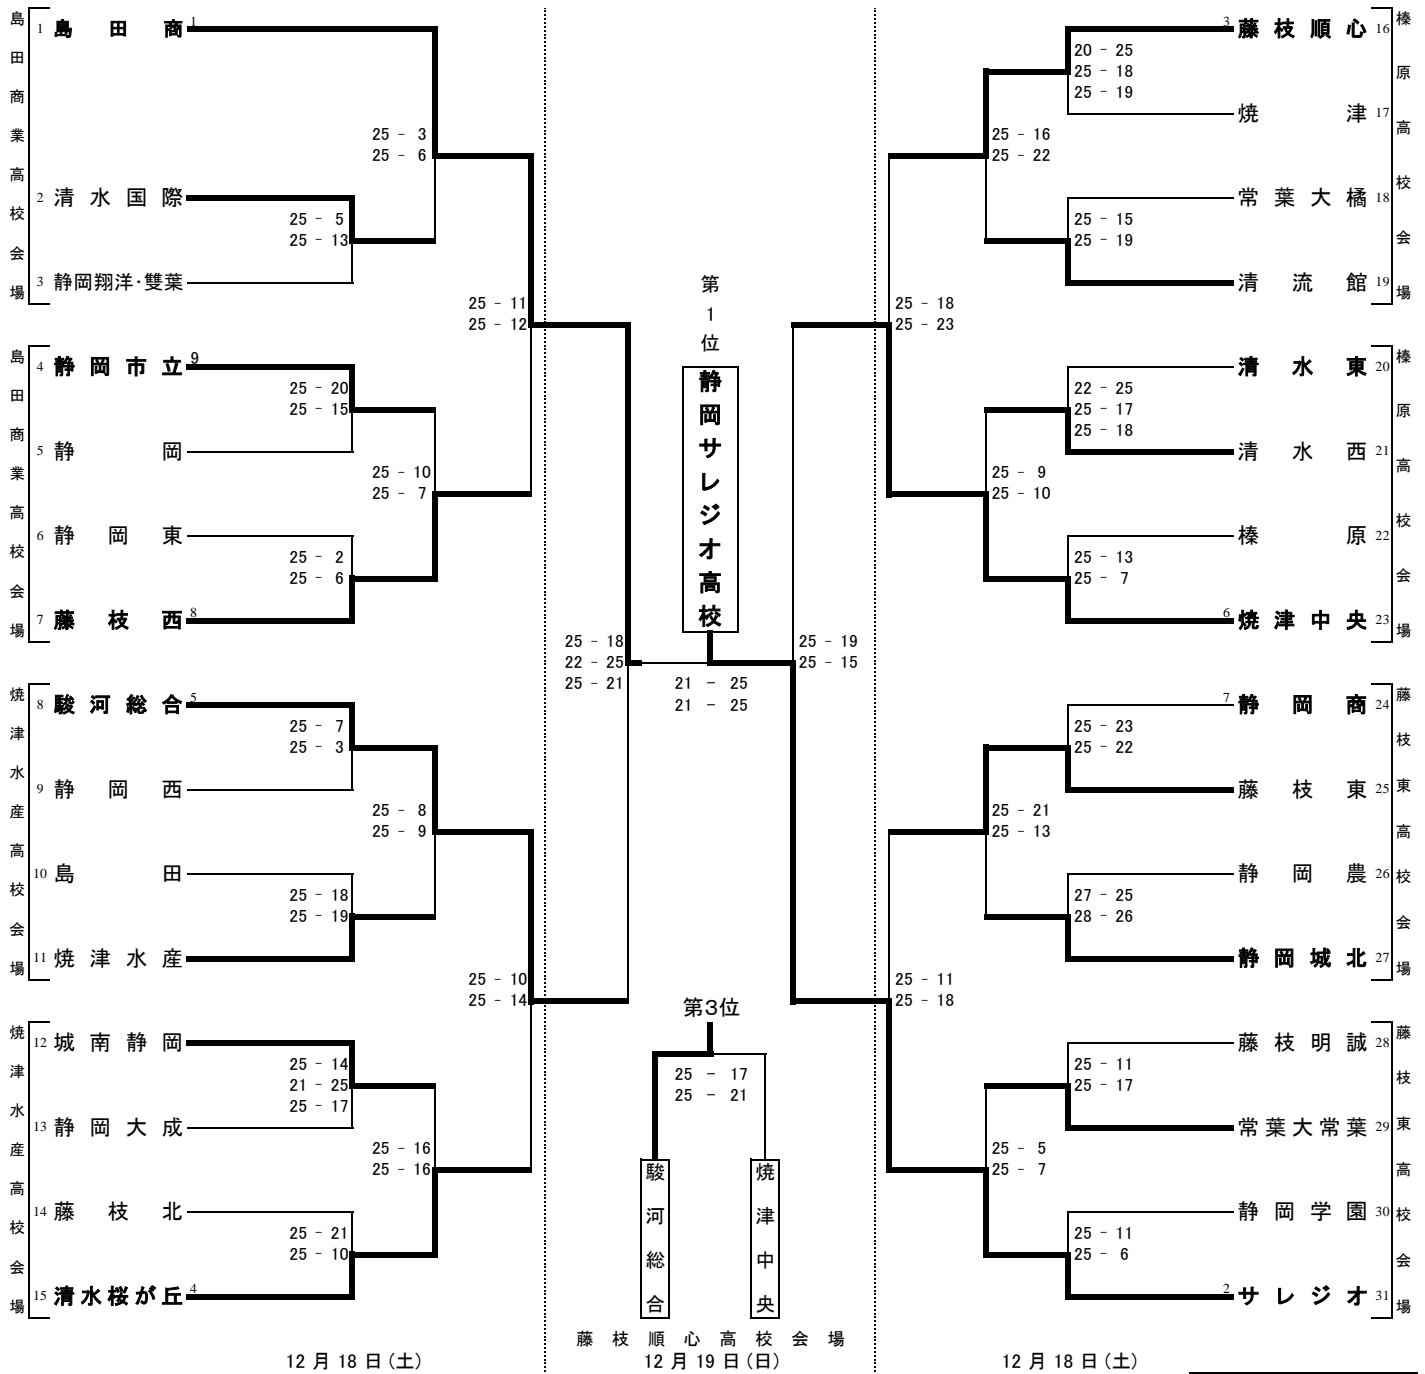 島田商業高校会場
1 島田商 1
25 - 3
25 - 6
2 清水国際
25 - 5
25 - 13
3 静岡翔洋・雙葉
25 - 11
25 - 12
島田商業高校会場
4 静岡市立 9
25 - 20
25 - 15
5 静岡
25 - 10
25 - 7
6 静岡東
25 - 2
25 - 6
7 藤枝西 8
25 - 18
22 - 25
25 - 21
焼津水産高校会場
8 駿河総合 5
25 - 7
25 - 3
9 静岡西
25 - 8
25 - 9
10 島田
25 - 18
25 - 19
11 焼津水産
25 - 10
25 - 14
焼津水産高校会場
12 城南静岡
25 - 14
21 - 25
25 - 17
13 静岡大成
25 - 16
25 - 16
14 藤枝北
25 - 21
25 - 10
15 清水桜が丘 4
12月18日(土)
第1位
静岡サレジオ高校
21 - 25
21 - 25
第3位
25 - 17
25 - 21
駿河総合
焼津中央
藤枝順心高校会場
12月19日(日)
榛原高校会場
3 藤枝順心 16
20 - 25
25 - 18
25 - 19
焼津 17
25 - 16
25 - 22
常葉大橘 18
25 - 15
25 - 19
清流館 19
25 - 18
25 - 23
榛原高校会場
清水東 20
22 - 25
25 - 17
25 - 18
清水西 21
25 - 9
25 - 10
榛原 22
25 - 13
25 - 7
6 焼津中央 23
25 - 19
25 - 15
藤枝東高校会場
7 静岡商 24
25 - 23
25 - 22
藤枝東 25
25 - 21
25 - 13
静岡農 26
27 - 25
28 - 26
静岡城北 27
25 - 11
25 - 18
藤枝東高校会場
藤枝明誠 28
25 - 11
25 - 17
常葉大常葉 29
25 - 5
25 - 7
静岡学園 30
25 - 11
25 - 6
2 サレジオ 31
12月18日(土)